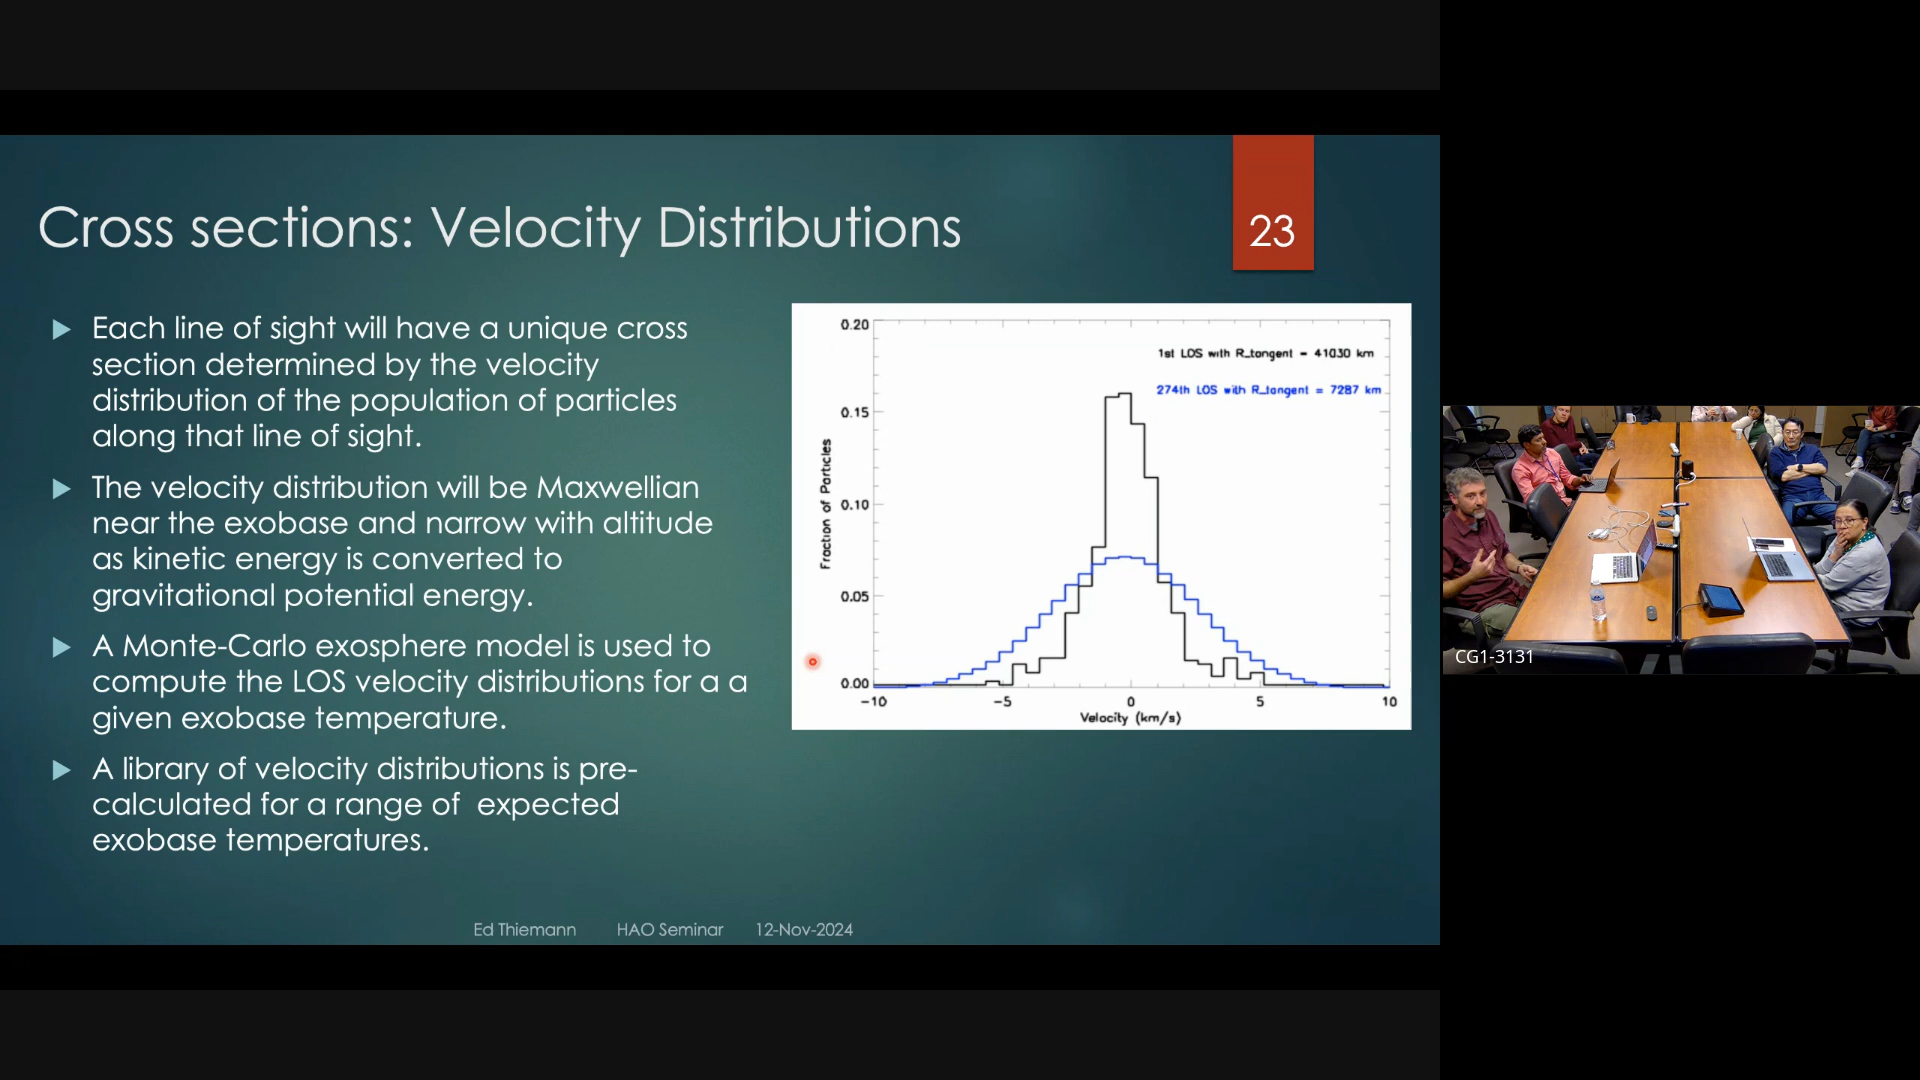 Cross sections: Velocity Distributions
23
Each line of sight will have a unique cross
section determined by the velocity
distribution of the population of particles
along that line of sight.
The velocity distribution will be Maxwellian
near the exobase and narrow with altitude
as kinetic energy is converted to
gravitational potential energy.
A Monte-Carlo exosphere model is used to
compute the LOS velocity distributions for a a
given exobase temperature.
A library of velocity distributions is pre-
calculated for a range of expected
exobase temperatures.
1st LOS with R_tangent = 41030 km
274th LOS with R_tangent = 7287 km
Fraction of Particles
0.20
0.15
0.10
0.05
0.00
-10 -5 0 5 10
Velocity (km/s)
Ed Thiemann HAO Seminar 12-Nov-2024
CG1-3131